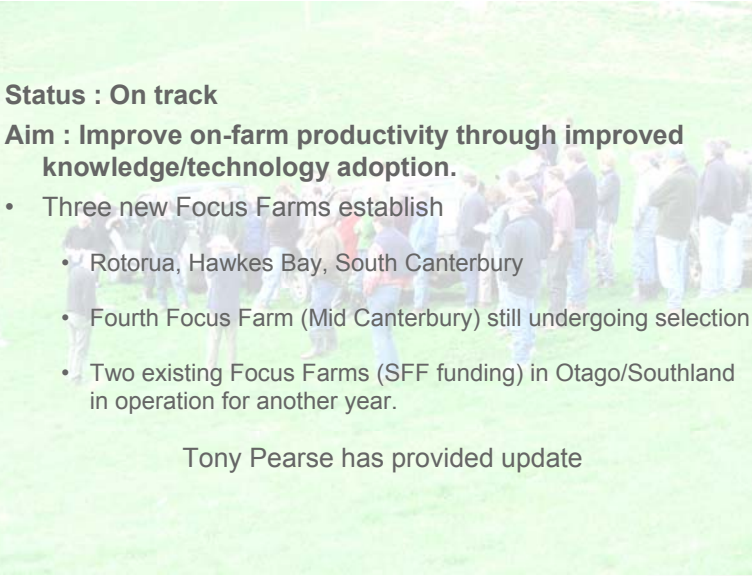 Status : On track
Aim : Improve on-farm productivity through improved
knowledge/technology adoption.
• Three new Focus Farms establish
• Rotorua, Hawkes Bay, South Canterbury
• Fourth Focus Farm (Mid Canterbury) still undergoing selection
• Two existing Focus Farms (SFF funding) in Otago/Southland
in operation for another year.
Tony Pearse has provided update